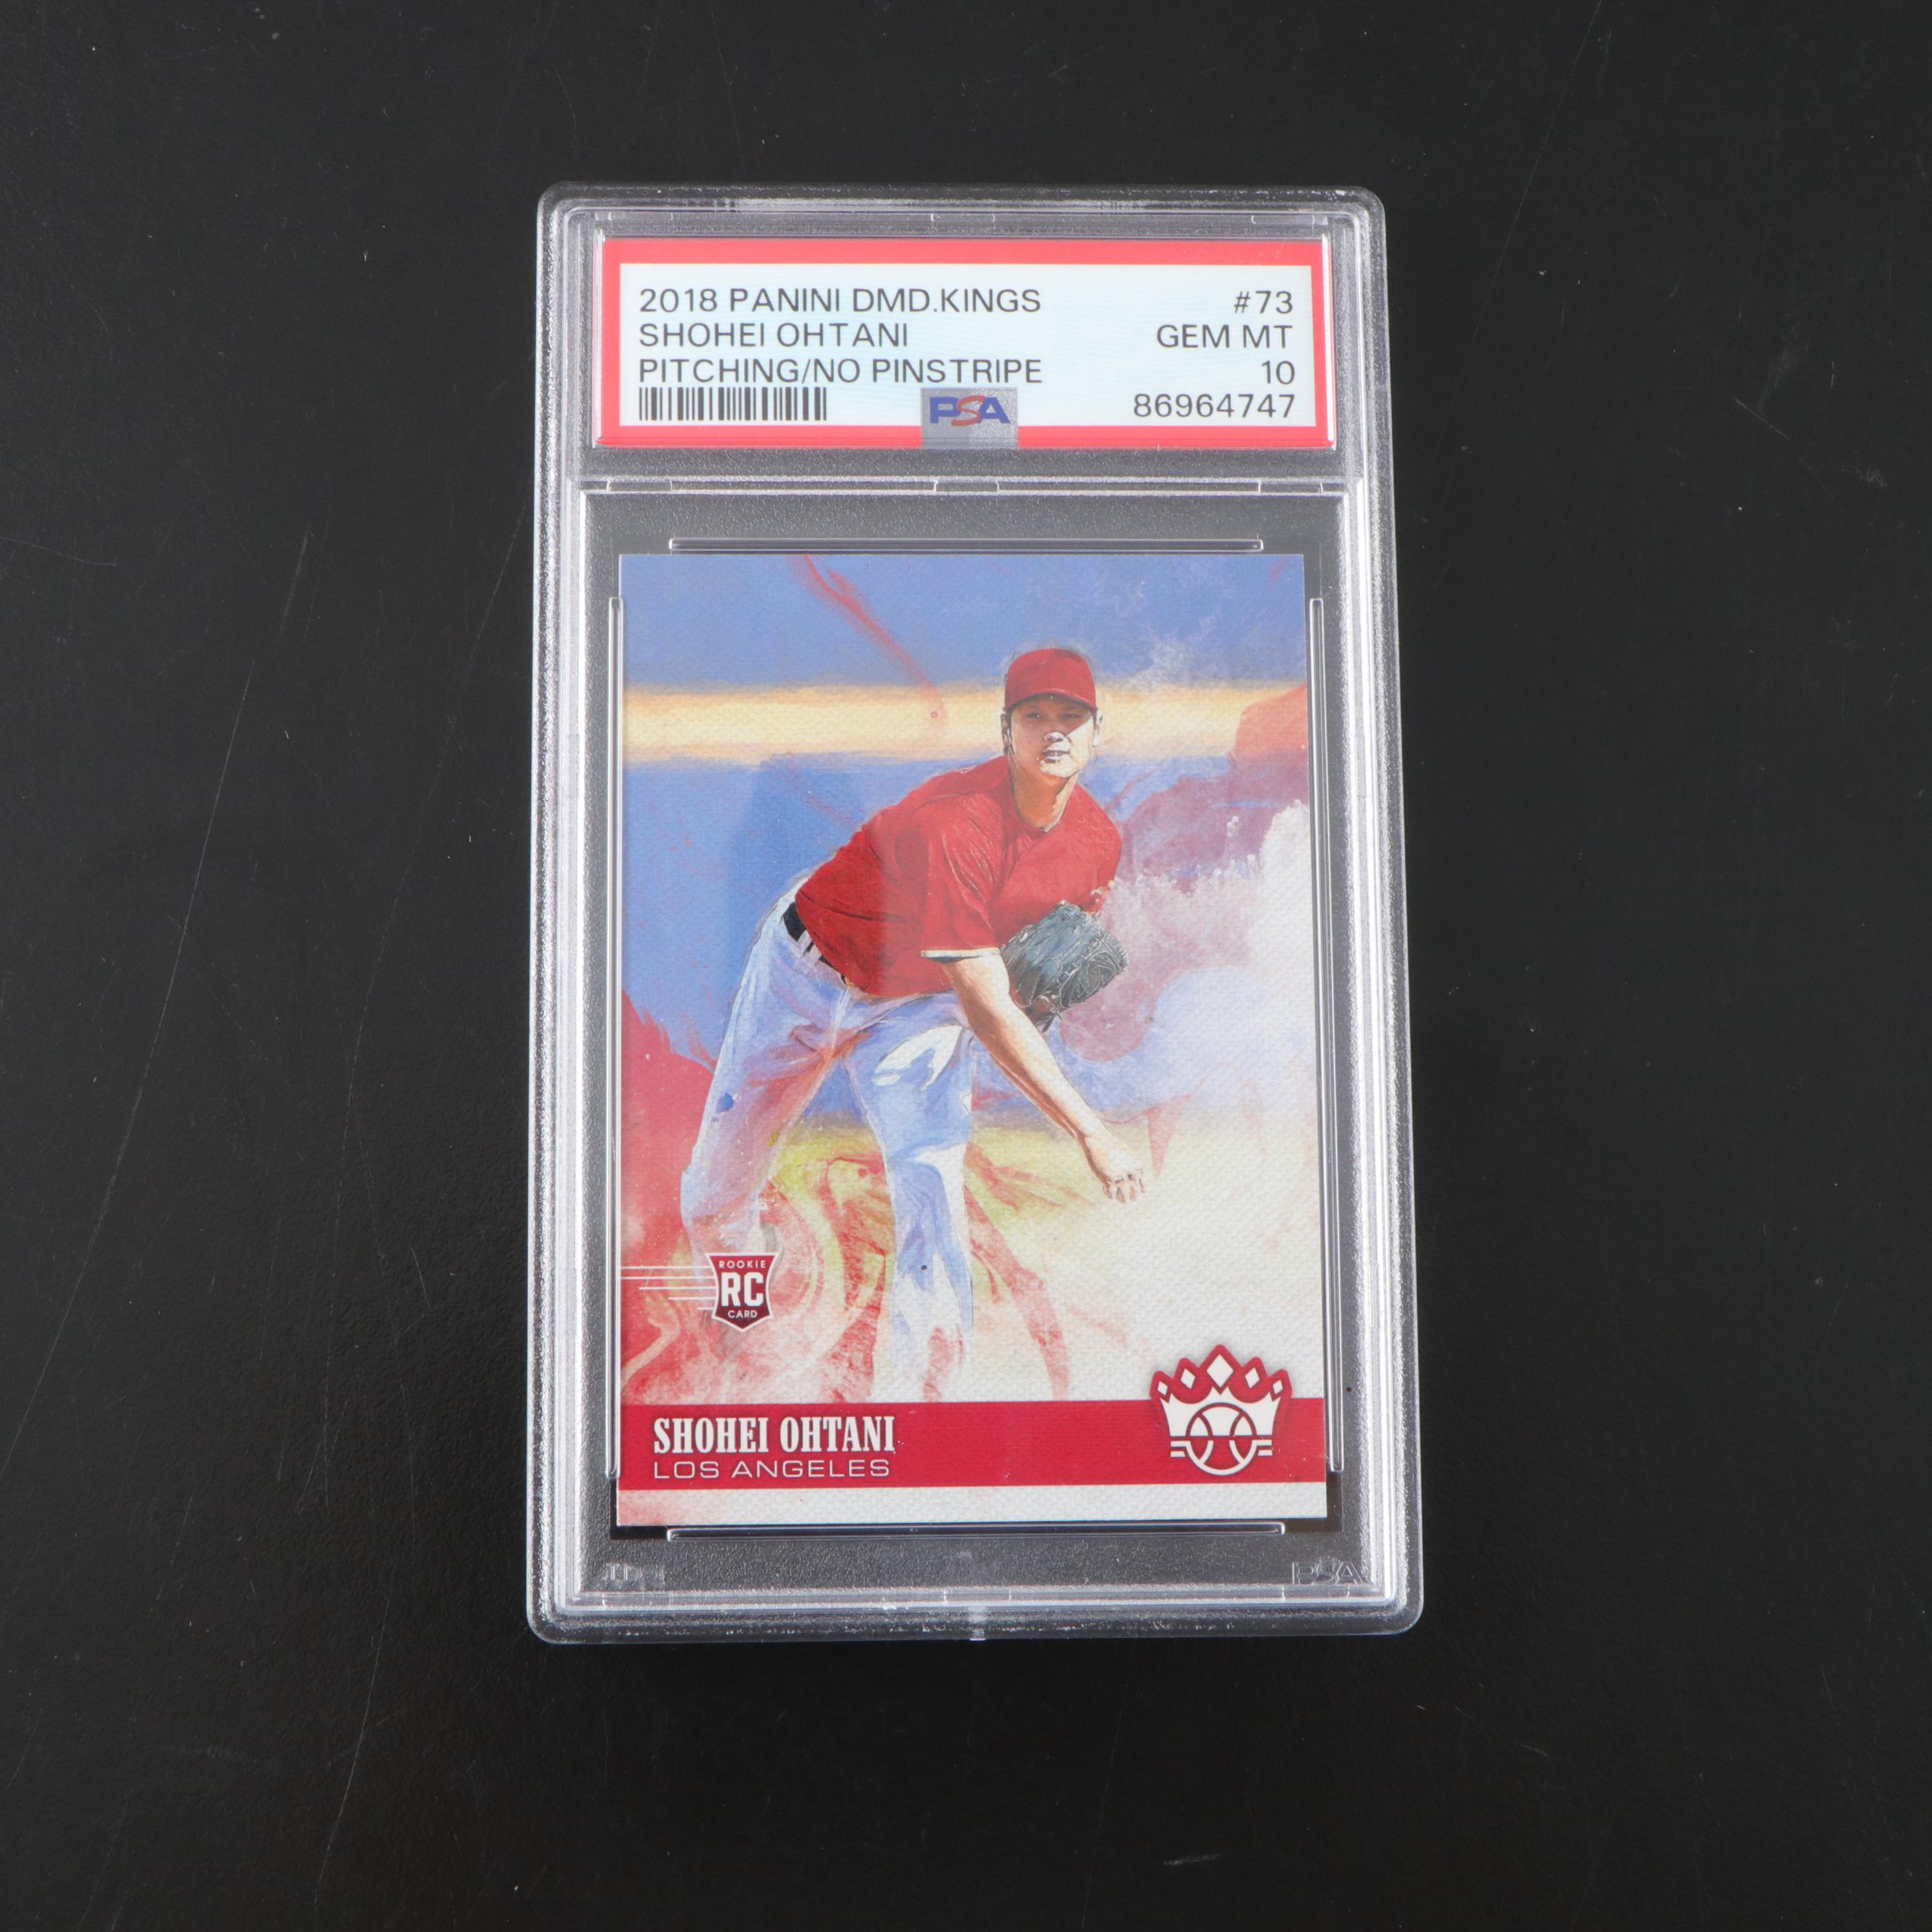 2018 PANINI DMD.KINGS #73
SHOHEI OHTANI GEM MT
PITCHING/NO PINSTRIPE 10
PSA 86964747
ROOKIE
RC
CARD
SHOHEI OHTANI
LOS ANGELES
PSA